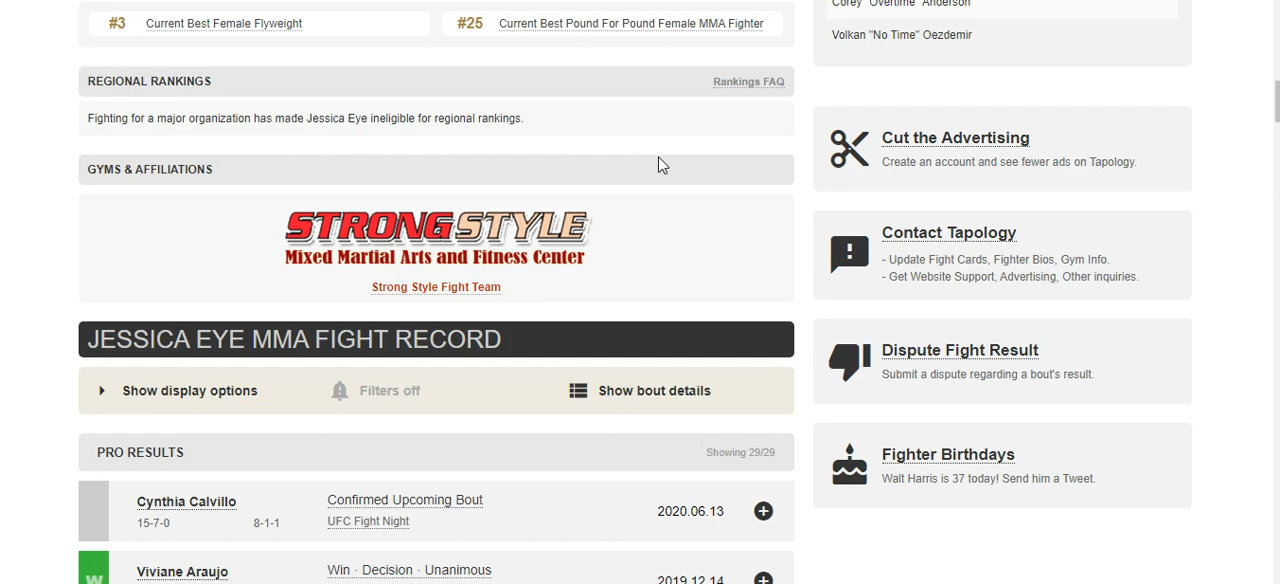 #3 Current Best Female Flyweight
#25 Current Best Pound For Pound Female MMA Fighter
REGIONAL RANKINGS
Rankings FAQ
Fighting for a major organization has made Jessica Eye ineligible for regional rankings.
GYMS & AFFILIATIONS
STRONGSTYLE
Mixed Martial Arts and Fitness Center
Strong Style Fight Team
JESSICA EYE MMA FIGHT RECORD
Show display options
Filters off
Show bout details
PRO RESULTS
Showing 29/29
Cynthia Calvillo
15-7-0 8-1-1
Confirmed Upcoming Bout
UFC Fight Night
2020.06.13
W
Viviane Araujo
Win · Decision · Unanimous
2019.12.14
Corey "Overtime" Anderson
Volkan "No Time" Oezdemir
Cut the Advertising
Create an account and see fewer ads on Tapology.
Contact Tapology
- Update Fight Cards, Fighter Bios, Gym Info.
- Get Website Support, Advertising, Other inquiries.
Dispute Fight Result
Submit a dispute regarding a bout's result.
Fighter Birthdays
Walt Harris is 37 today! Send him a Tweet.